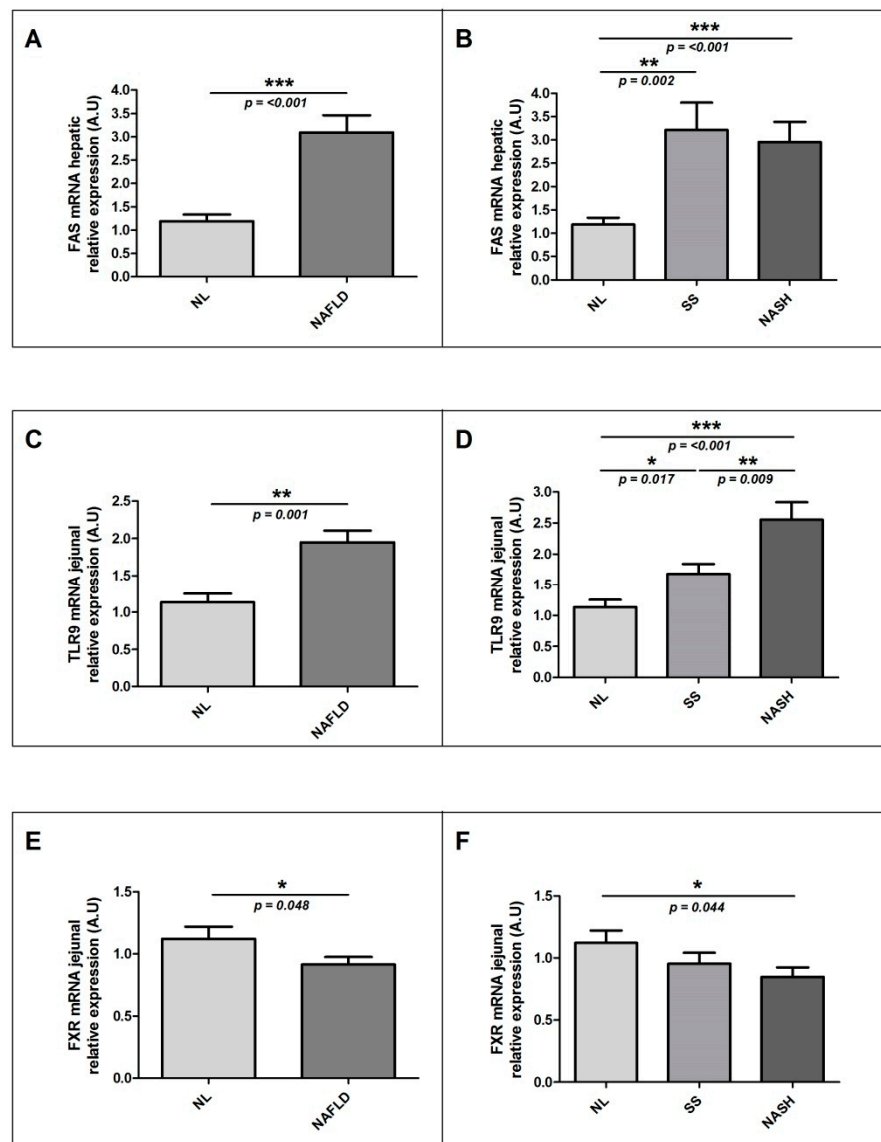 A
***
p = <0.001
FAS mRNA hepatic
relative expression (A.U)
4.0
3.5
3.0
2.5
2.0
1.5
1.0
0.5
0.0
NL
NAFLD
B
***
p = <0.001
**
p = 0.002
FAS mRNA hepatic
relative expression (A.U)
4.0
3.5
3.0
2.5
2.0
1.5
1.0
0.5
0.0
NL
SS
NASH
C
**
p = 0.001
TLR9 mRNA jejunal
relative expression (A.U)
2.5
2.0
1.5
1.0
0.5
0.0
NL
NAFLD
D
***
p = <0.001
* **
p = 0.017 p = 0.009
TLR9 mRNA jejunal
relative expression (A.U)
3.0
2.5
2.0
1.5
1.0
0.5
0.0
NL
SS
NASH
E
*
p = 0.048
FXR mRNA jejunal
relative expression (A.U)
1.5
1.0
0.5
0.0
NL
NAFLD
F
*
p = 0.044
FXR mRNA jejunal
relative expression (A.U)
1.5
1.0
0.5
0.0
NL
SS
NASH